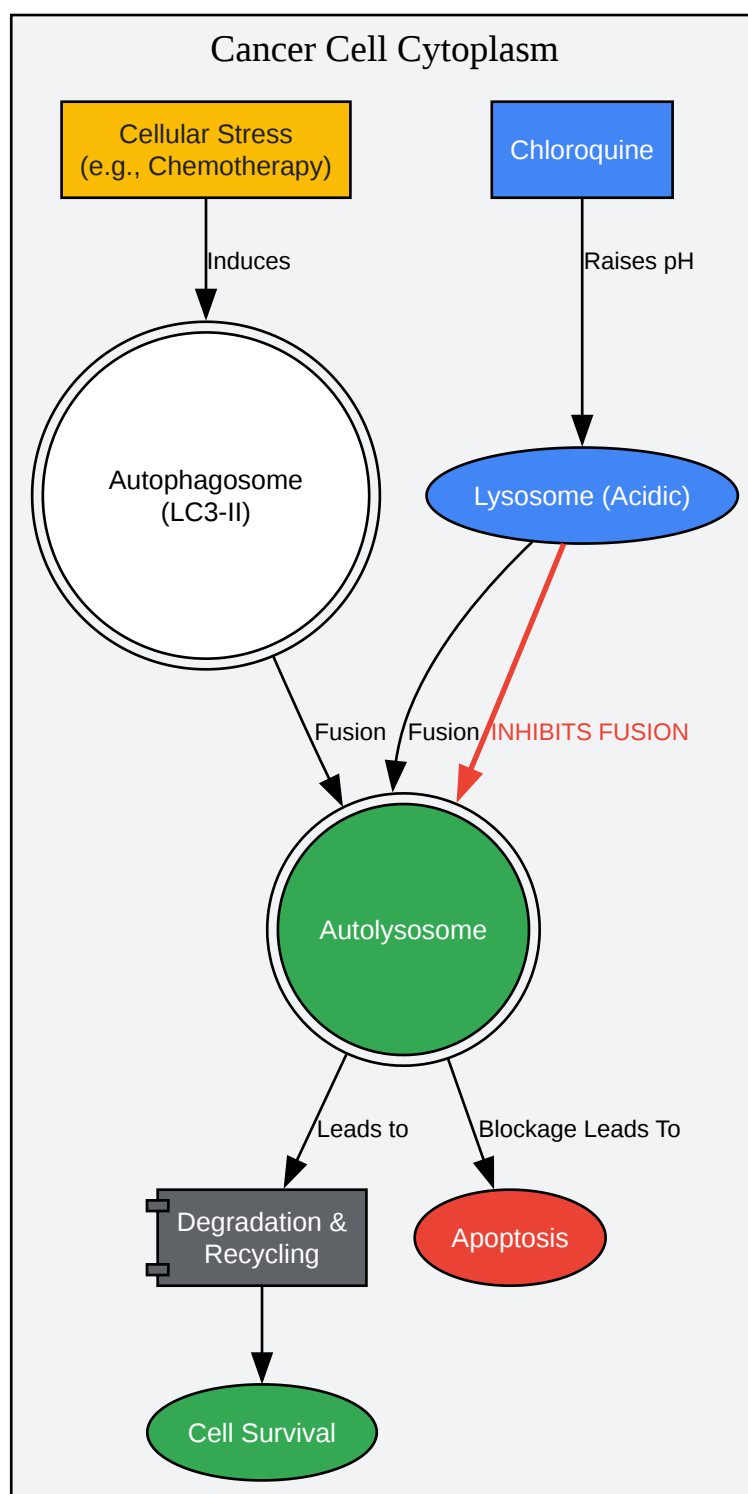 Cancer Cell Cytoplasm
Cellular Stress
(e.g., Chemotherapy)
Chloroquine
Induces
Raises pH
Autophagosome
(LC3-II)
Lysosome (Acidic)
Fusion
Fusion
INHIBITS FUSION
Autolysosome
Leads to
Blockage Leads To
Degradation &
Recycling
Apoptosis
Cell Survival